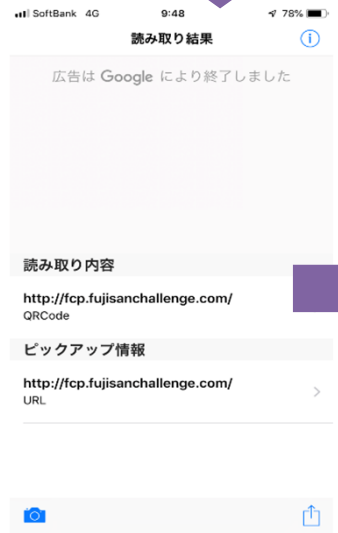 SoftBank 4G 9:48 78%
読み取り結果
広告は Google により終了しました
読み取り内容
http://fcp.fujisanchallenge.com/
QRCode
ピックアップ情報
http://fcp.fujisanchallenge.com/
URL